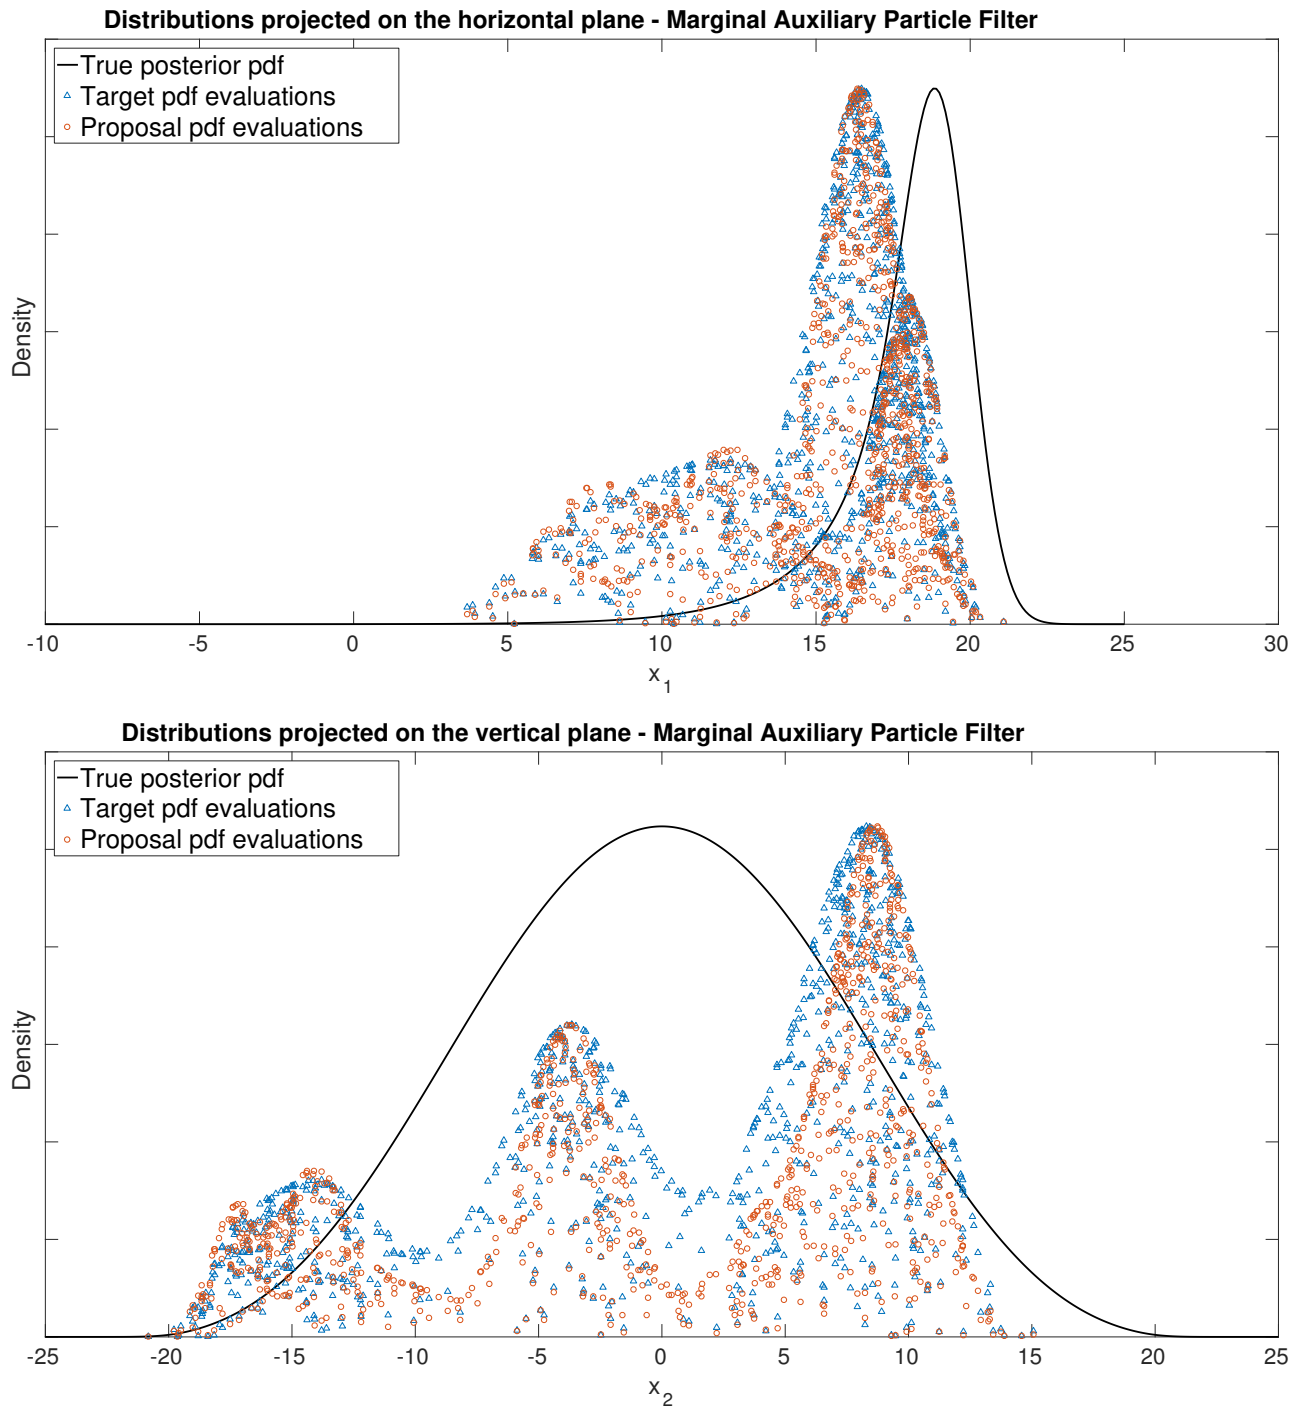 Distributions projected on the horizontal plane - Marginal Auxiliary Particle Filter
True posterior pdf
Target pdf evaluations
Proposal pdf evaluations
Density
-10 -5 0 5 10 15 20 25 30
x_1
Distributions projected on the vertical plane - Marginal Auxiliary Particle Filter
True posterior pdf
Target pdf evaluations
Proposal pdf evaluations
Density
-25 -20 -15 -10 -5 0 5 10 15 20 25
x_2